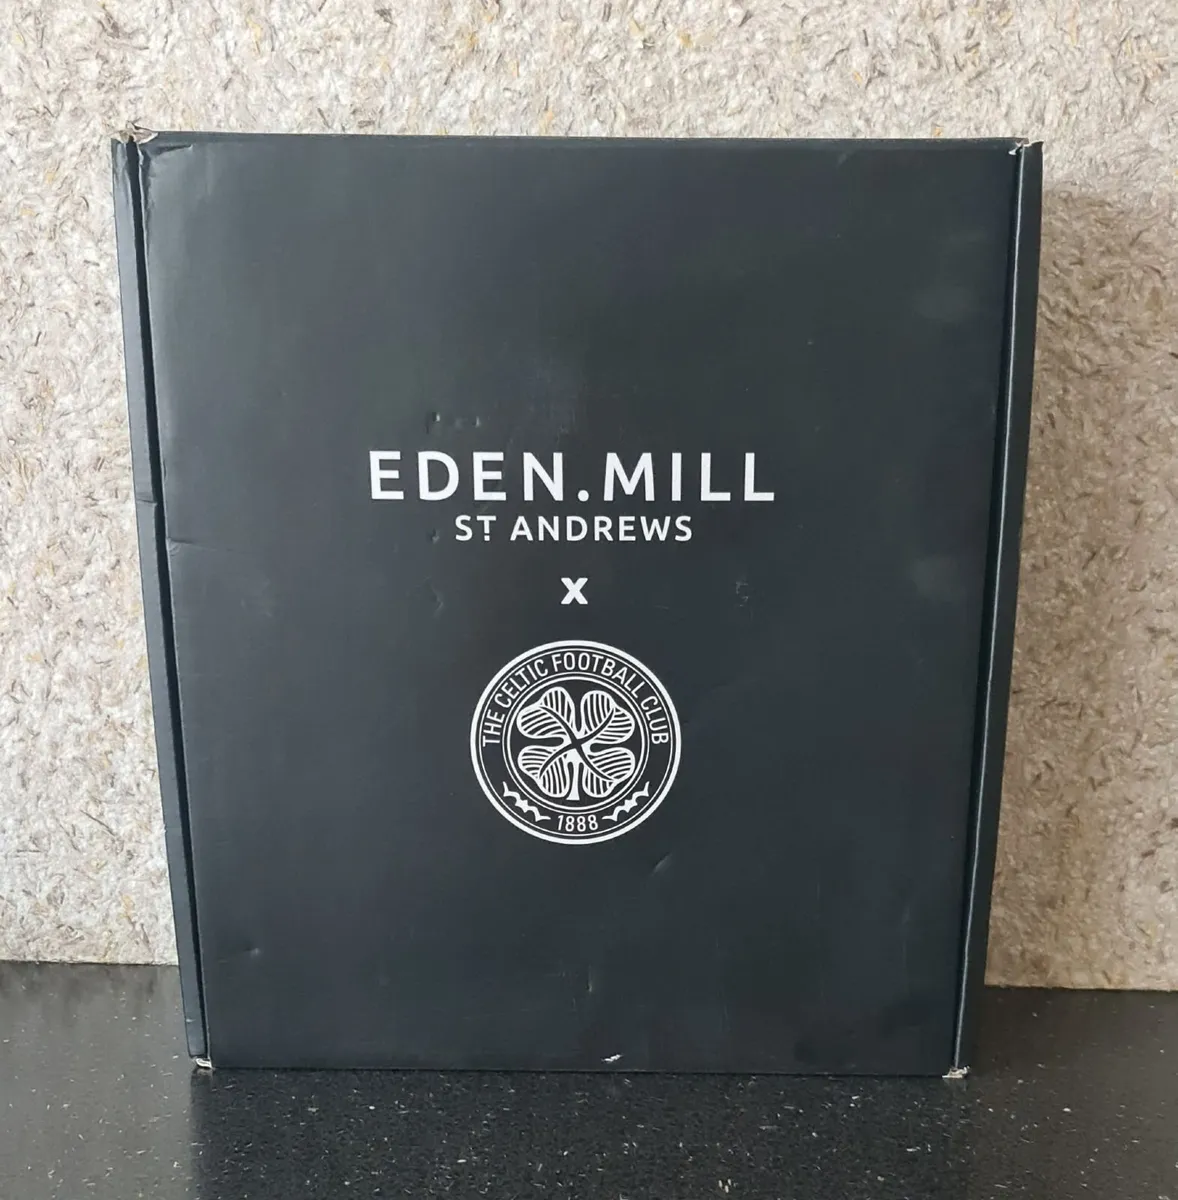 EDEN.MILL
ST ANDREWS
x
THE CELTIC FOOTBALL CLUB
1888